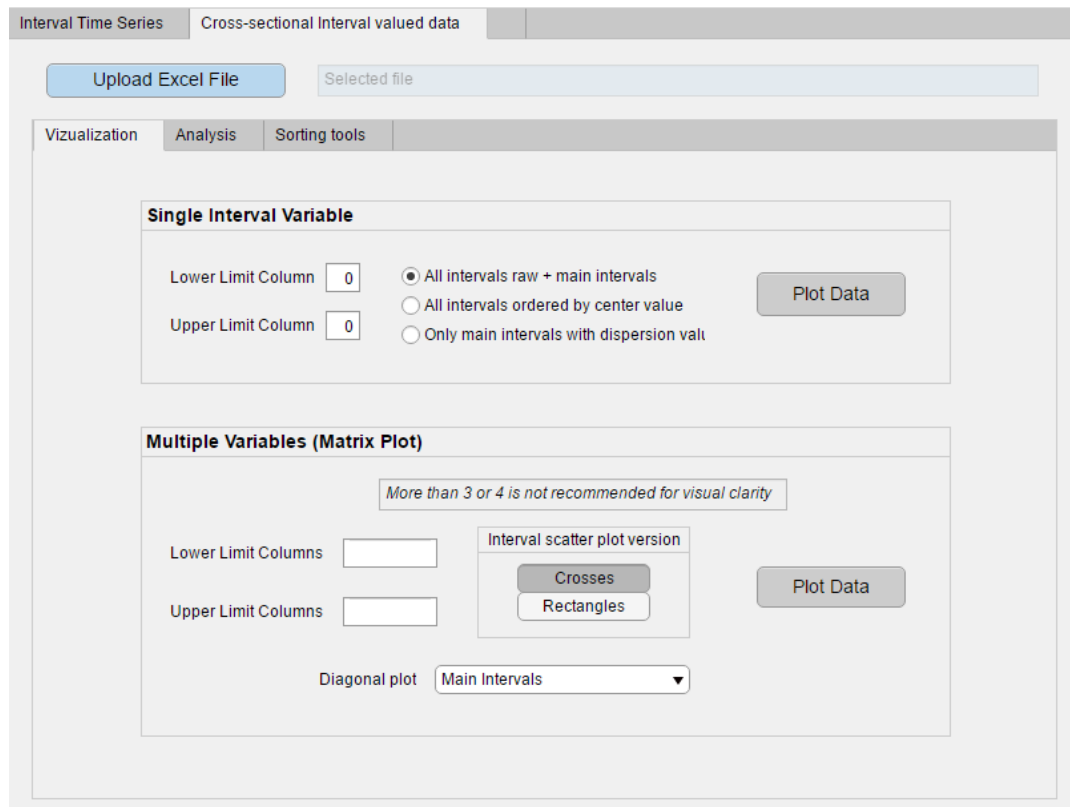 Interval Time Series
Cross-sectional Interval valued data
Upload Excel File
Selected file
Vizualization
Analysis
Sorting tools
Single Interval Variable
Lower Limit Column
0
All intervals raw + main intervals
All intervals ordered by center value
Plot Data
Upper Limit Column
0
Only main intervals with dispersion valu
Multiple Variables (Matrix Plot)
More than 3 or 4 is not recommended for visual clarity
Interval scatter plot version
Lower Limit Columns
Crosses
Plot Data
Rectangles
Upper Limit Columns
Diagonal plot
Main Intervals